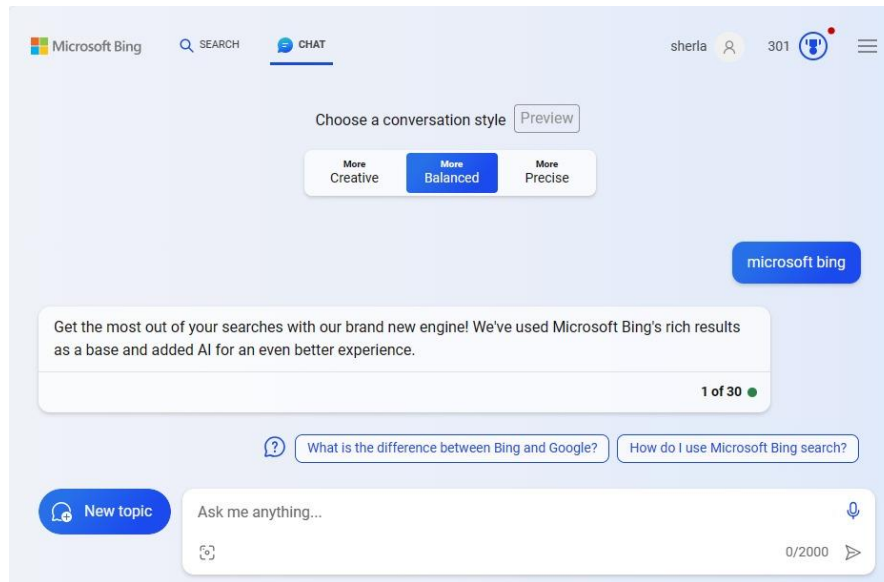 Microsoft Bing SEARCH CHAT sherla 301
Choose a conversation style Preview
More More More
Creative Balanced Precise
microsoft bing
Get the most out of your searches with our brand new engine! We've used Microsoft Bing's rich results
as a base and added AI for an even better experience.
1 of 30
What is the difference between Bing and Google? How do I use Microsoft Bing search?
New topic Ask me anything...
0/2000